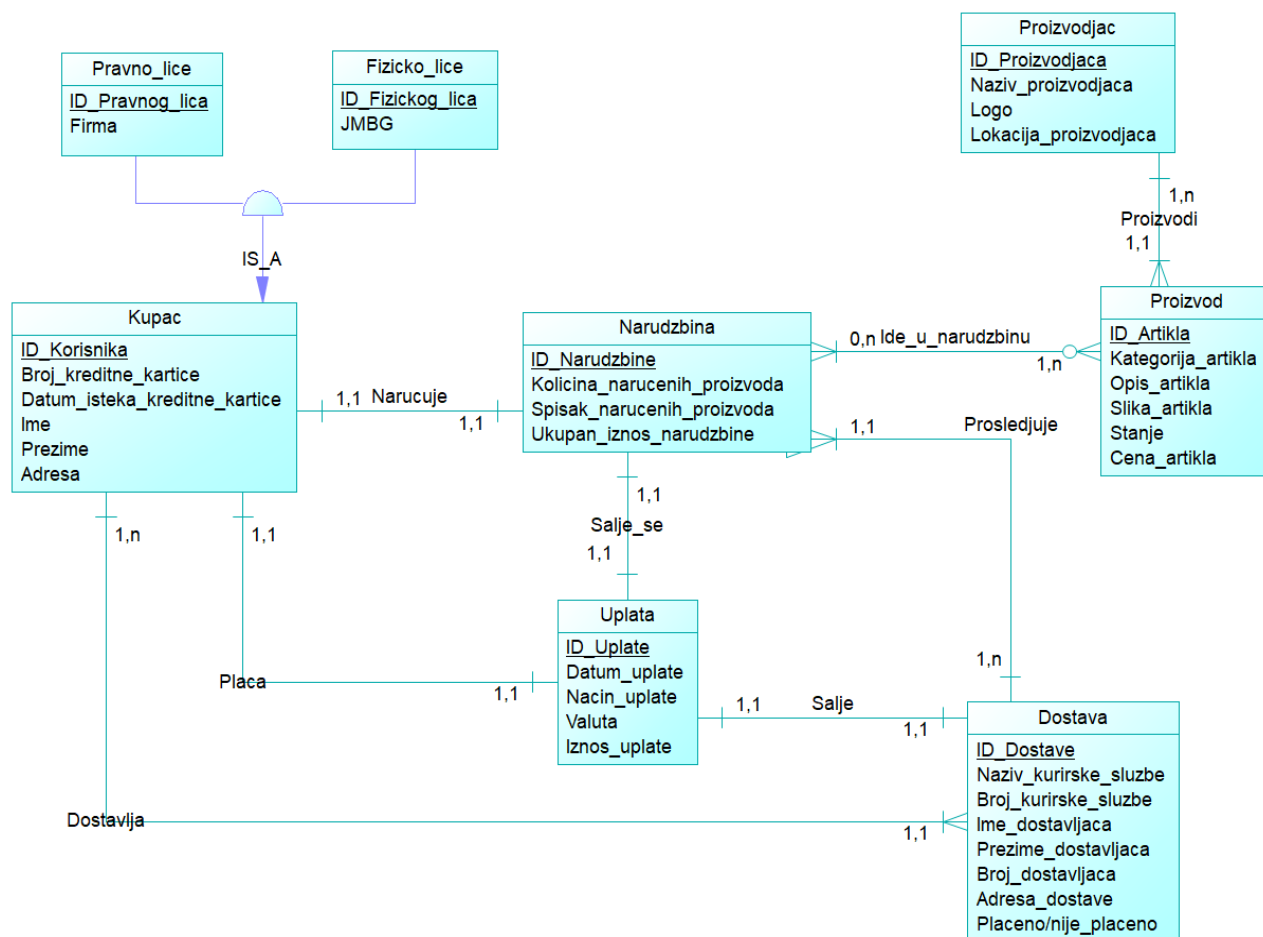 Proizvodjac
ID_Proizvodjaca
Naziv_proizvodjaca
Logo
Lokacija_proizvodjaca
Pravno_lice
ID_Pravnog_lica
Firma
Fizicko_lice
ID_Fizickog_lica
JMBG
IS_A
1,n
Proizvodi
1,1
Kupac
ID_Korisnika
Broj_kreditne_kartice
Datum_isteka_kreditne_kartice
Ime
Prezime
Adresa
1,1 Narucuje
1,1
Narudzbina
ID_Narudzbine
Kolicina_narucenih_proizvoda
Spisak_narucenih_proizvoda
Ukupan_iznos_narudzbine
0,n Ide_u_narudzbinu
1,n
Proizvod
ID_Artikla
Kategorija_artikla
Opis_artikla
Slika_artikla
Stanje
Cena_artikla
1,1
Prosledjuje
1,n
1,1
Salje_se
1,1
1,n
1,1
Placa
1,1
Uplata
ID_Uplate
Datum_uplate
Nacin_uplate
Valuta
Iznos_uplate
1,1
Salje
1,1
Dostavlja
1,1
Dostava
ID_Dostave
Naziv_kurirske_sluzbe
Broj_kurirske_sluzbe
Ime_dostavljaca
Prezime_dostavljaca
Broj_dostavljaca
Adresa_dostave
Placeno/nije_placeno